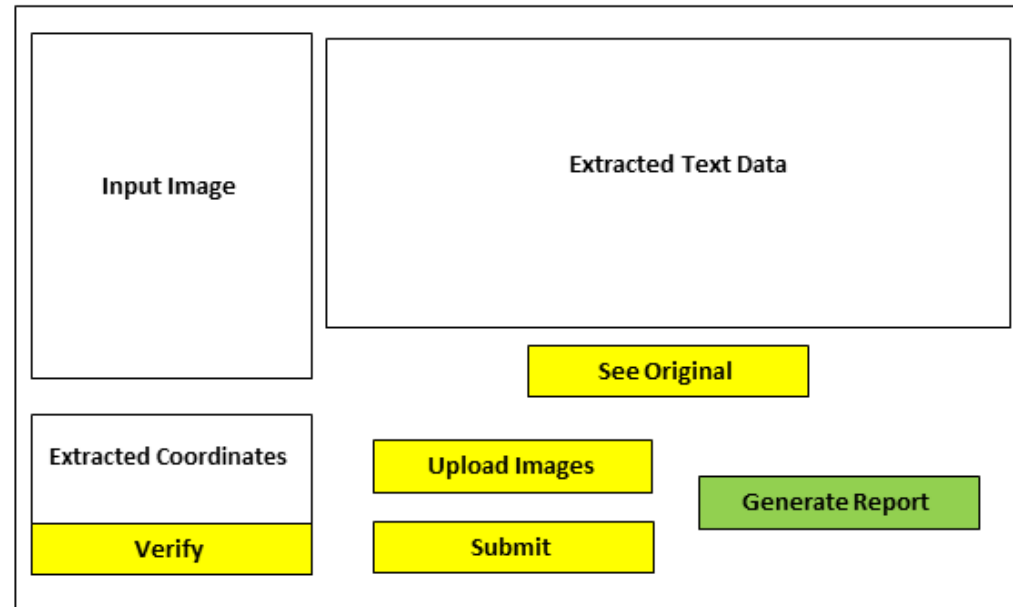 Input Image
Extracted Text Data
See Original
Extracted Coordinates
Verify
Upload Images
Submit
Generate Report